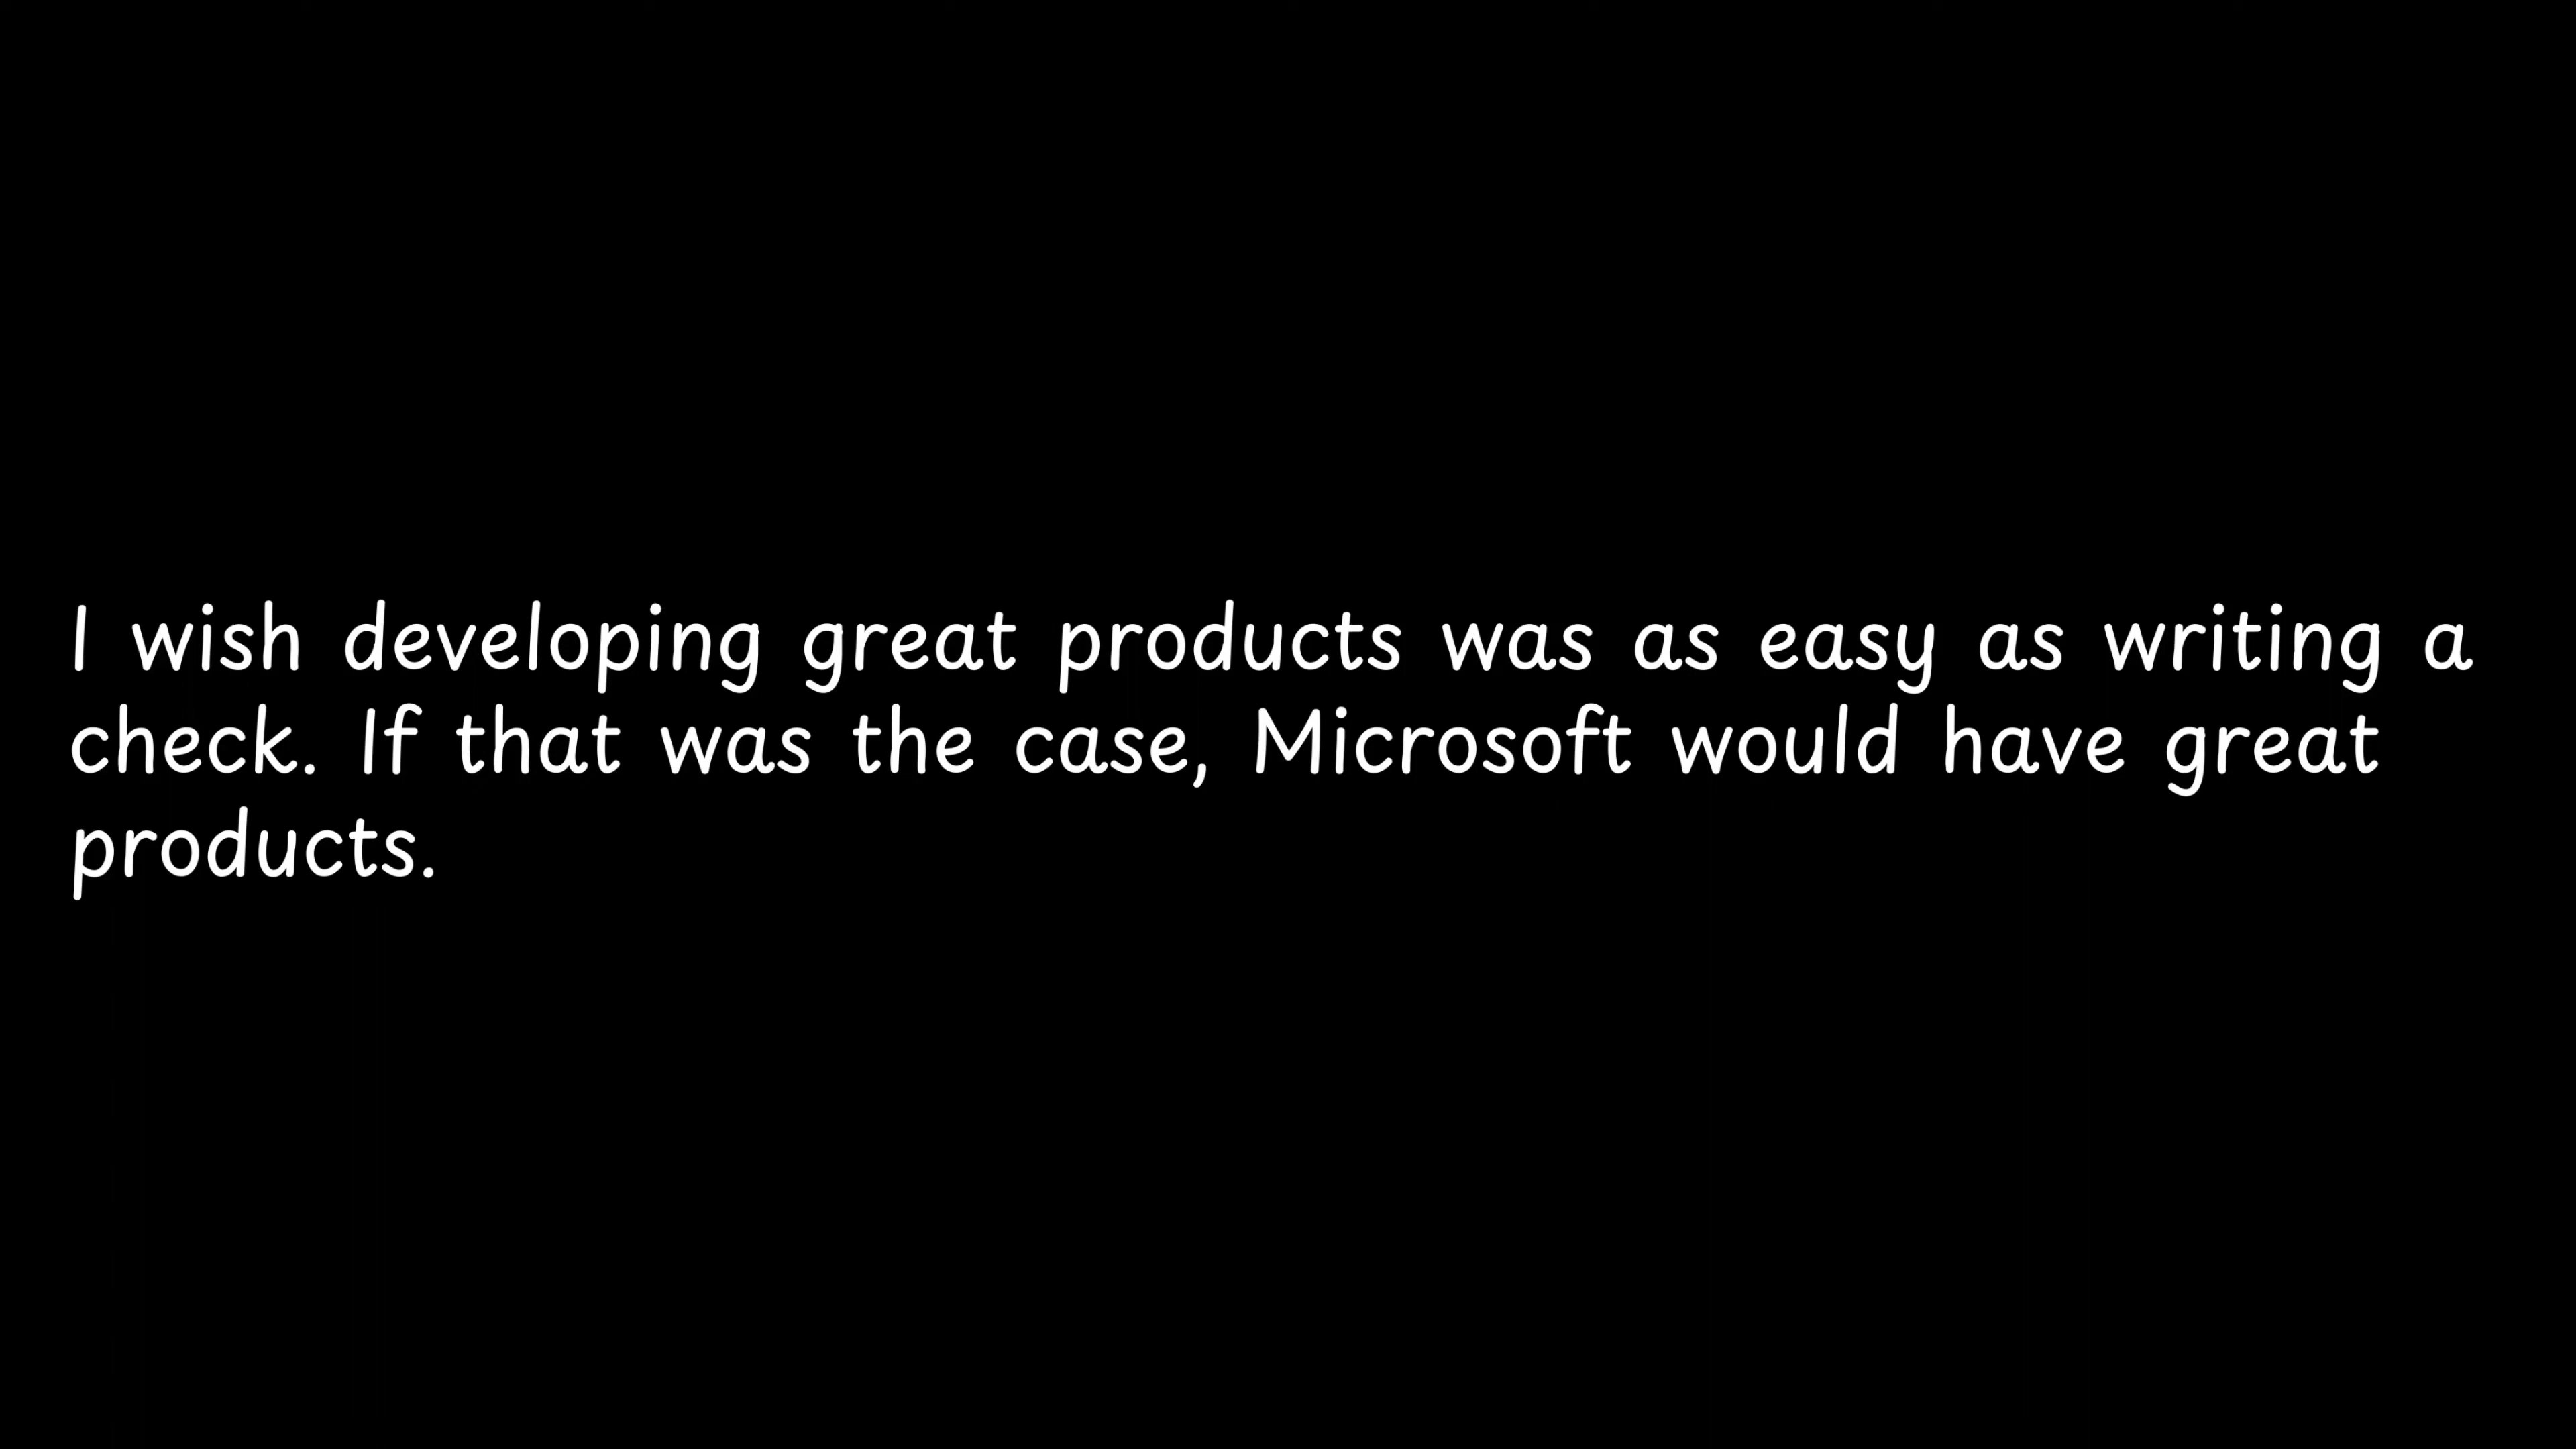 I wish developing great products was as easy as writing a
check. If that was the case, Microsoft would have great
products.